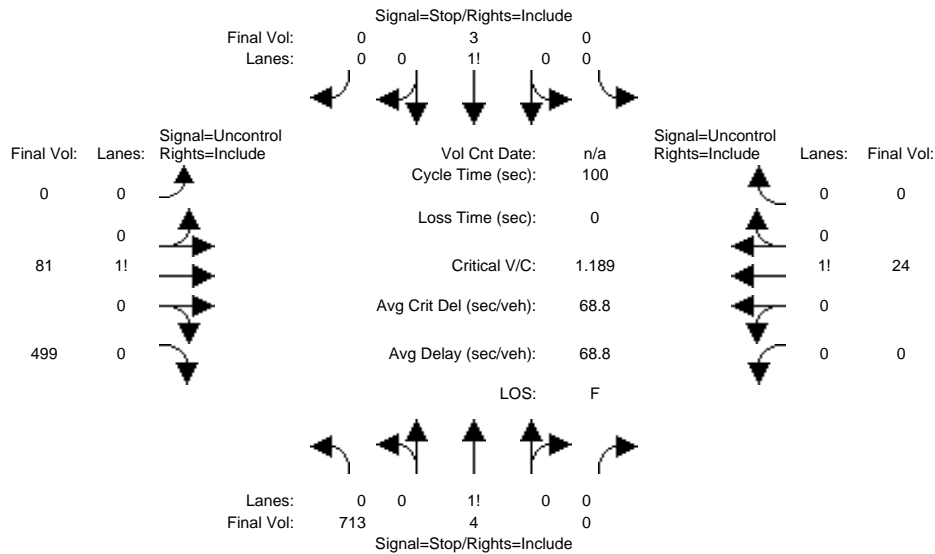 Signal=Stop/Rights=Include
Final Vol: 0 3 0
Lanes: 0 0 1! 0 0
Signal=Uncontrol Signal=Uncontrol
Final Vol: Lanes: Rights=Include Vol Cnt Date: n/a Rights=Include Lanes: Final Vol:
Cycle Time (sec): 100
0 0 0 0
Loss Time (sec): 0
0 0
81 1! Critical V/C: 1.189 1! 24
0 Avg Crit Del (sec/veh): 68.8 0
499 0 Avg Delay (sec/veh): 68.8 0 0
LOS: F
Lanes: 0 0 1! 0 0
Final Vol: 713 4 0
Signal=Stop/Rights=Include